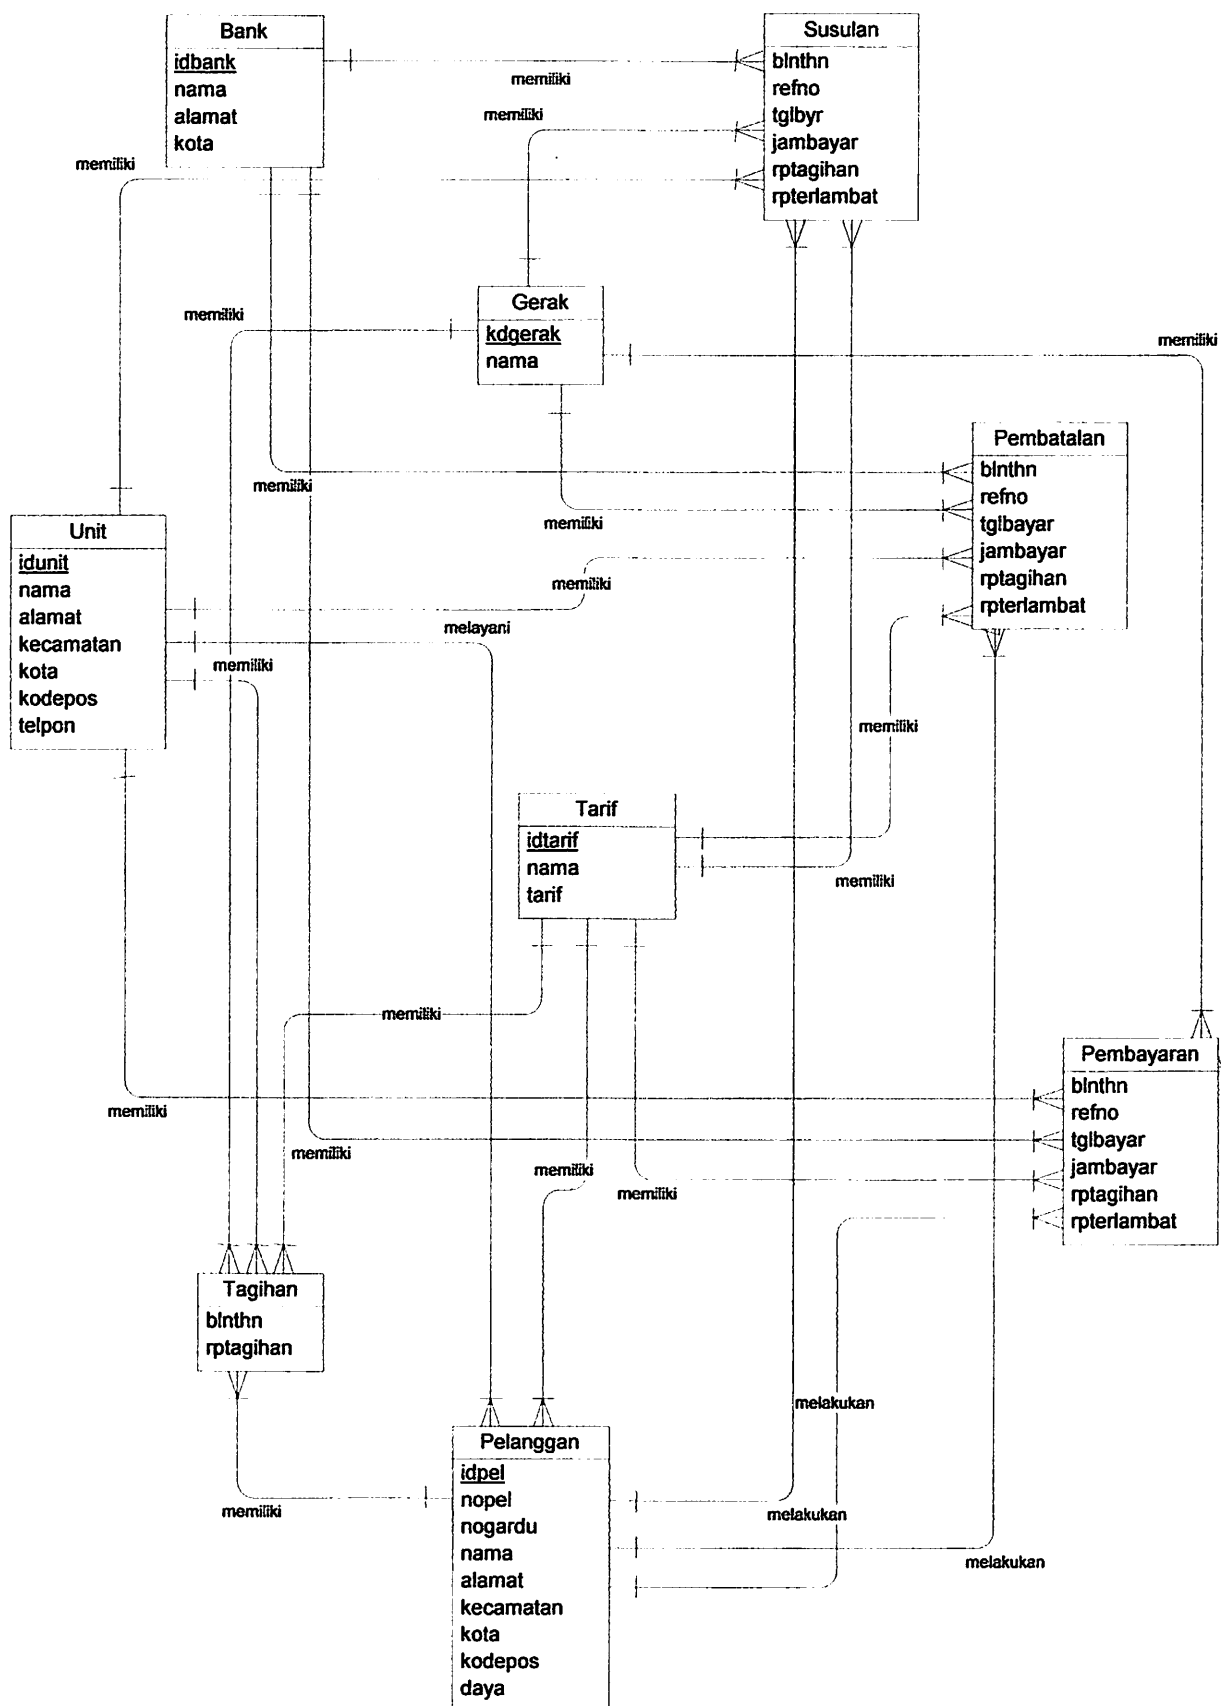 Bank
idbank
nama
alamat
kota
Susulan
blnthn
refno
tglbyr
jambayar
rptagihan
rpterlambat
memiliki
memiliki
memiliki
Gerak
kdgerak
nama
memiliki
memiliki
Pembatalan
blnthn
refno
tglbayar
jambayar
rptagihan
rpterlambat
memiliki
memiliki
memiliki
Unit
idunit
nama
alamat
kecamatan
kota
kodepos
telpon
melayani
memiliki
memiliki
Tarif
idtarif
nama
tarif
memiliki
memiliki
Pembayaran
blnthn
refno
tglbayar
jambayar
rptagihan
rpterlambat
memiliki
memiliki
memiliki
memiliki
Tagihan
blnthn
rptagihan
melakukan
Pelanggan
idpel
nopel
nogardu
nama
alamat
kecamatan
kota
kodepos
daya
memiliki
melakukan
melakukan